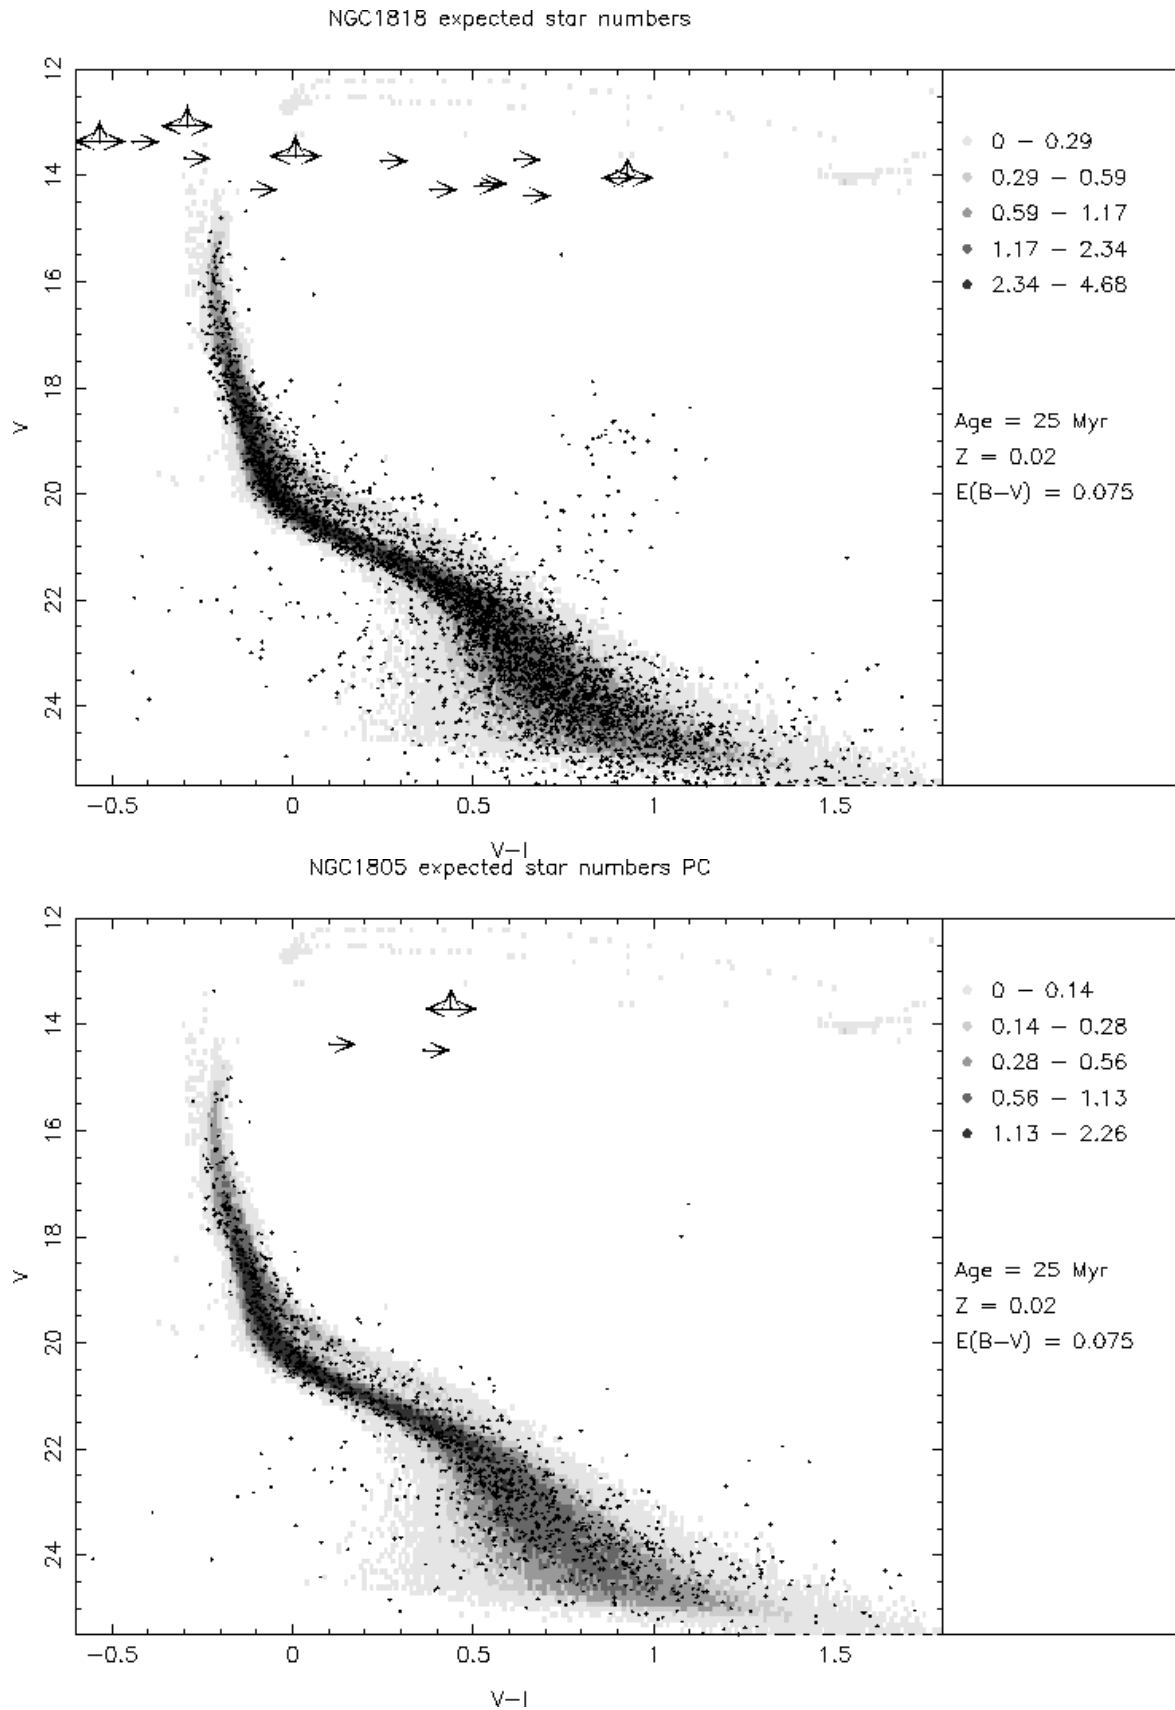 NGC1818 expected star numbers
12
14
16
18
20
22
24
V
−0.5
0
0.5
1
1.5
V−I
0 − 0.29
0.29 − 0.59
0.59 − 1.17
1.17 − 2.34
2.34 − 4.68
Age = 25 Myr
Z = 0.02
E(B−V) = 0.075
NGC1805 expected star numbers PC
12
14
16
18
20
22
24
V
−0.5
0
0.5
1
1.5
V−I
0 − 0.14
0.14 − 0.28
0.28 − 0.56
0.56 − 1.13
1.13 − 2.26
Age = 25 Myr
Z = 0.02
E(B−V) = 0.075